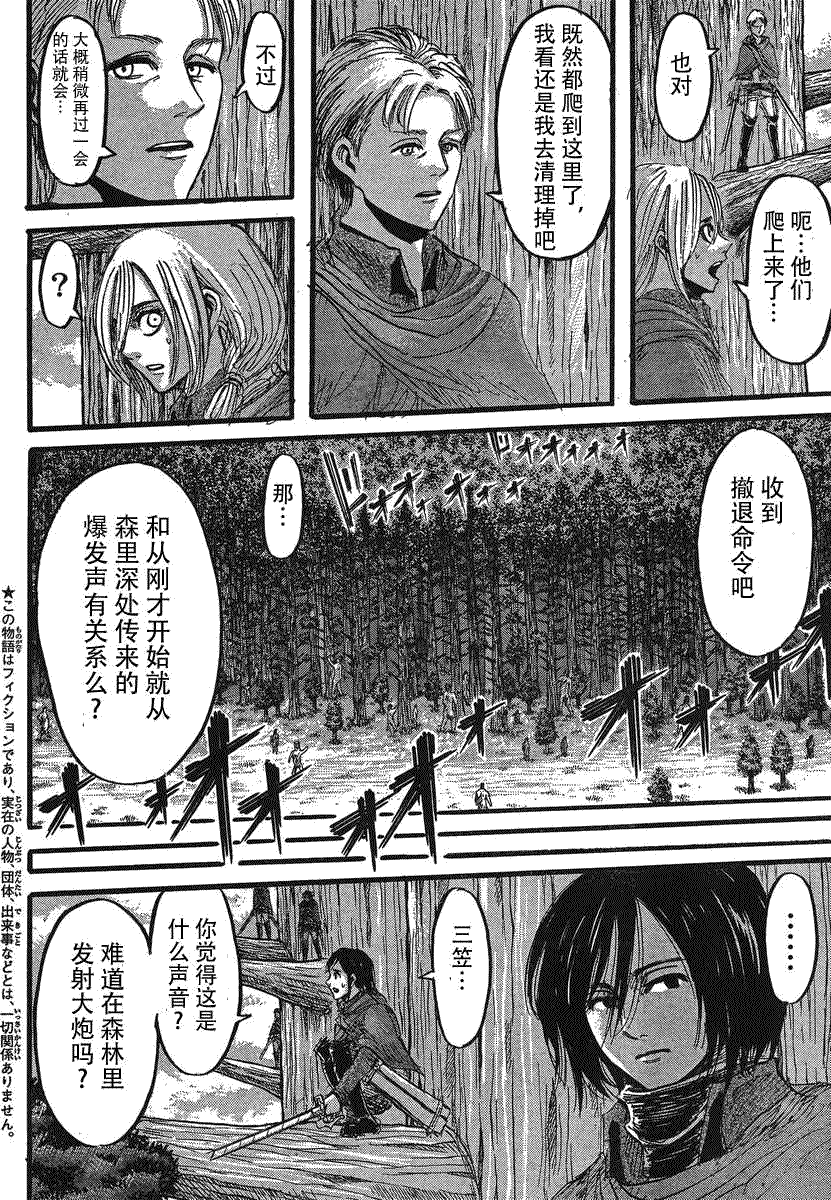 呃…他们
爬上来了…
也对
既然都爬到这里了,
我看还是我去清理掉吧
不过
大概稍微再过一会
的话就会…
?
收到
撤退命令吧
ドオオオオオオ
那…
和从刚才开始就从
森里深处传来的
爆发声有关系么?
オオオオオオオオ
……
三笠…
你觉得这是
什么声音?
难道在森林里
发射大炮吗?
★この物語はフィクションであり、実在の人物、団体、出来事などとは、一切関係ありません。